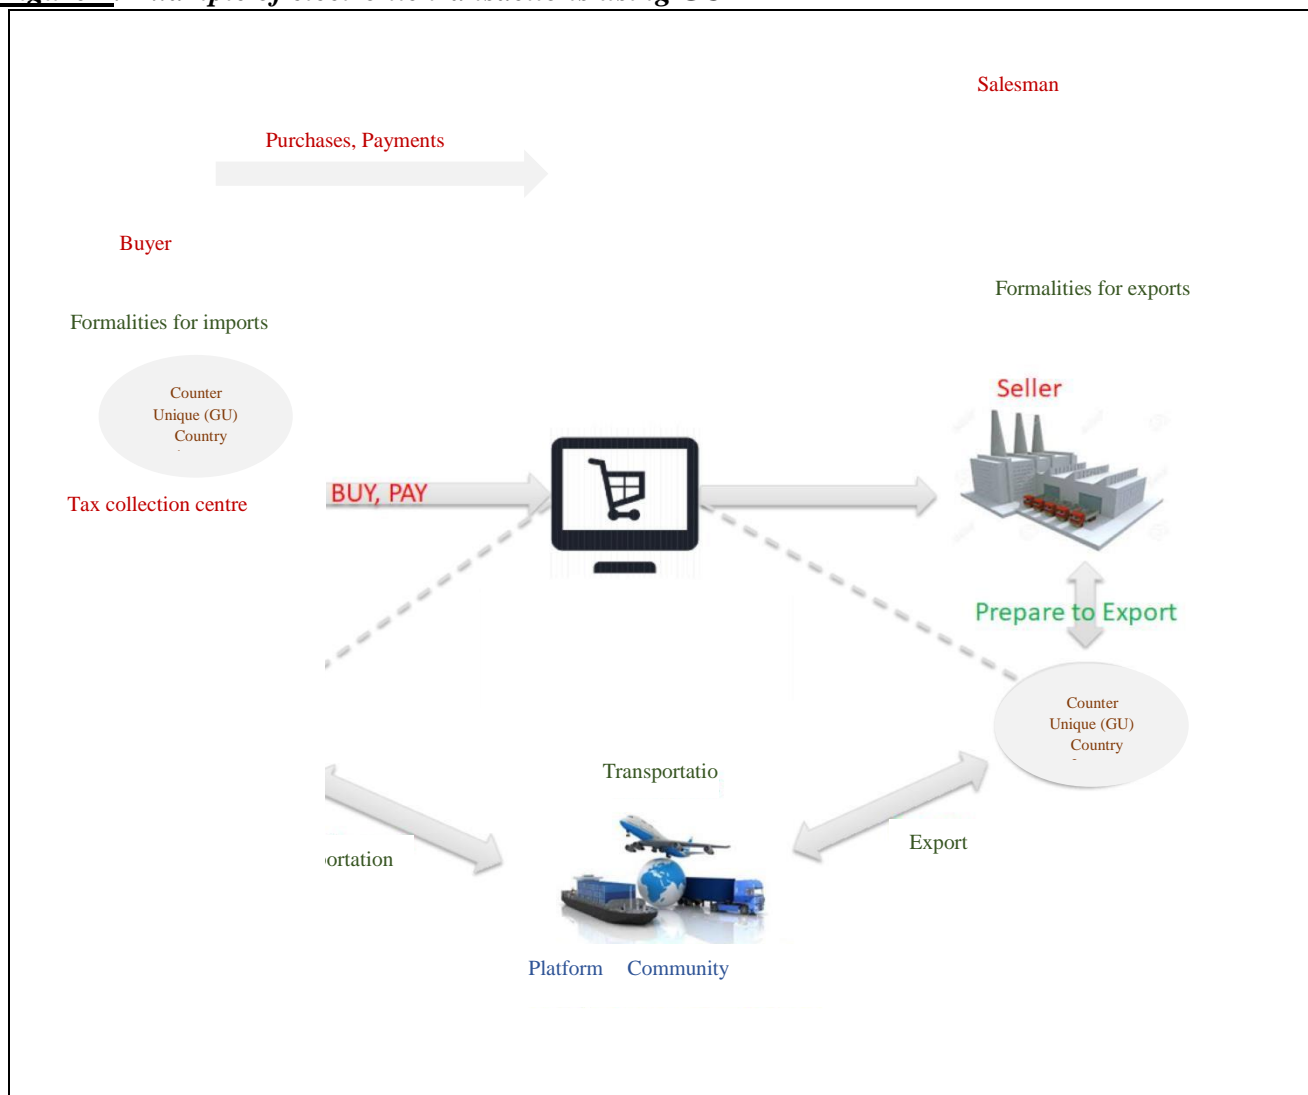 Salesman
Purchases, Payments
Buyer
Formalities for exports
Formalities for imports
Seller
Counter
Unique (GU)
Country
BUY, PAY
Tax collection centre
Prepare to Export
Counter
Unique (GU)
Country
Transportatio
Export
portation
Platform Community